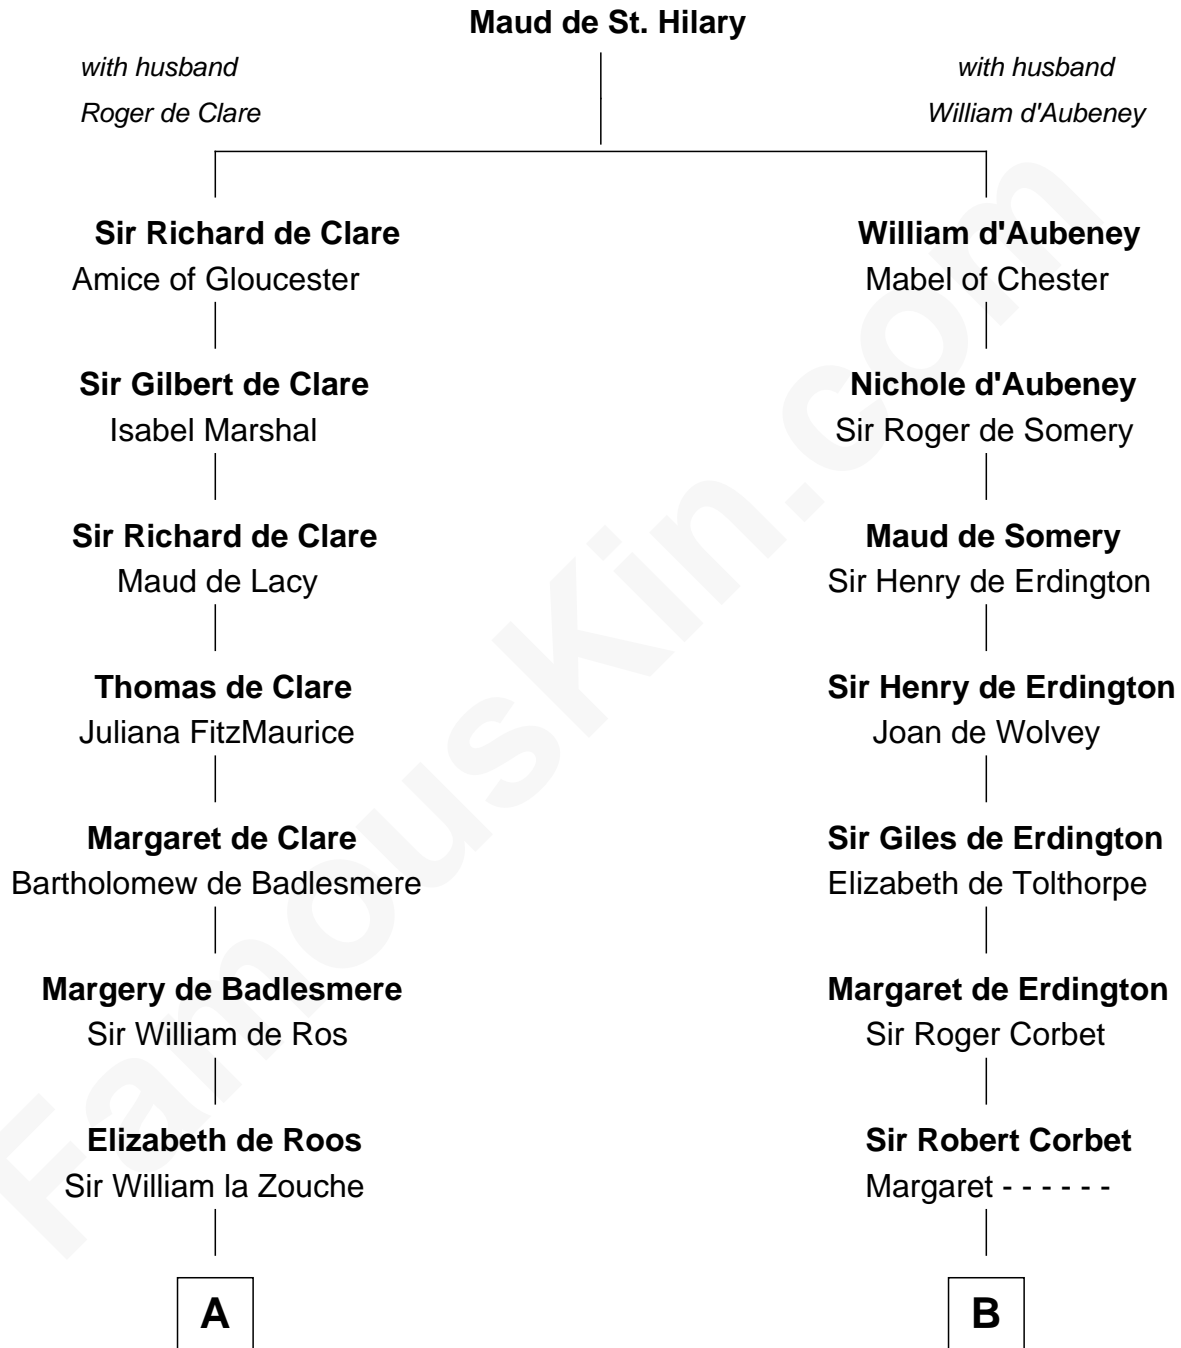 Maud de St. Hilary
with husband
Roger de Clare
with husband
William d'Aubeney
Sir Richard de Clare
Amice of Gloucester
Sir Gilbert de Clare
Isabel Marshal
Sir Richard de Clare
Maud de Lacy
Thomas de Clare
Juliana FitzMaurice
Margaret de Clare
Bartholomew de Badlesmere
Margery de Badlesmere
Sir William de Ros
Elizabeth de Roos
Sir William la Zouche
A
William d'Aubeney
Mabel of Chester
Nichole d'Aubeney
Sir Roger de Somery
Maud de Somery
Sir Henry de Erdington
Sir Henry de Erdington
Joan de Wolvey
Sir Giles de Erdington
Elizabeth de Tolthorpe
Margaret de Erdington
Sir Roger Corbet
Sir Robert Corbet
Margaret - - - - - -
B
FamousKin.com